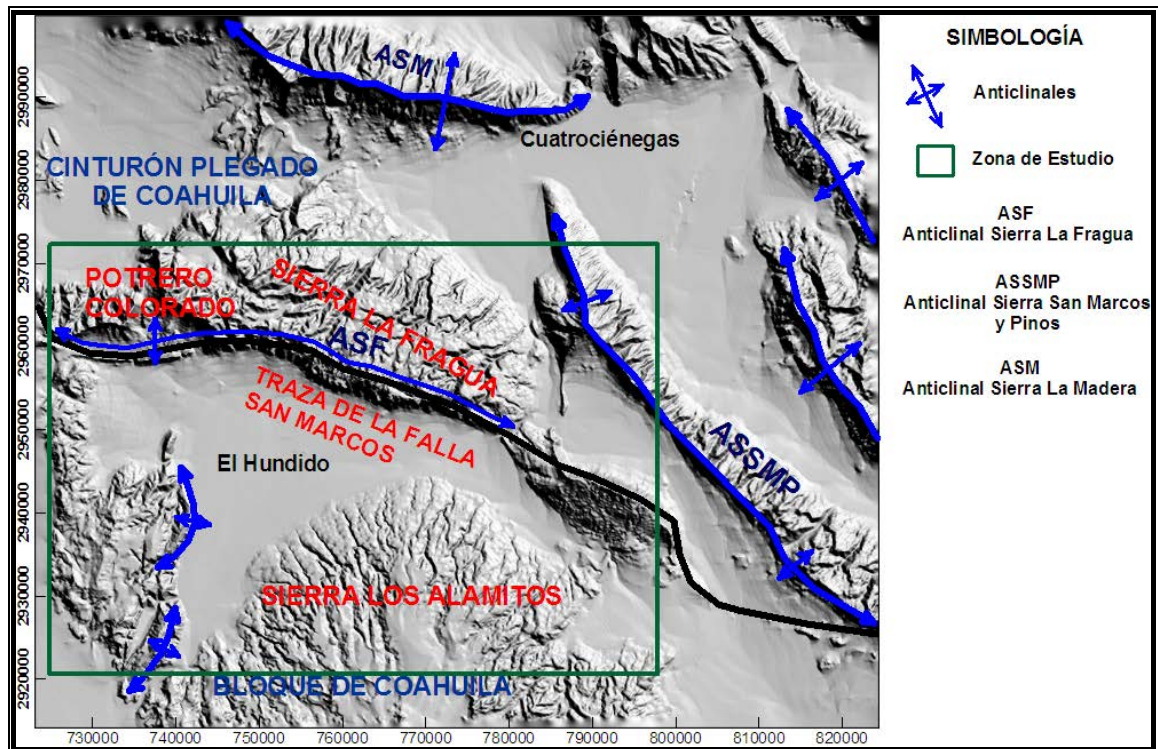 ASM
Cuatrociénegas
CINTURÓN PLEGADO
DE COAHUILA
POTRERO
COLORADO
SIERRA LA FRAGUA
ASF
TRAZA DE LA FALLA
SAN MARCOS
ASSMP
El Hundido
SIERRA LOS ALAMITOS
BLOQUE DE COAHUILA
2990000
2980000
2970000
2960000
2950000
2940000
2930000
2920000
730000 740000 750000 760000 770000 780000 790000 800000 810000 820000
SIMBOLOGÍA
Anticlinales
Zona de Estudio
ASF
Anticlinal Sierra La Fragua
ASSMP
Anticlinal Sierra San Marcos
y Pinos
ASM
Anticlinal Sierra La Madera